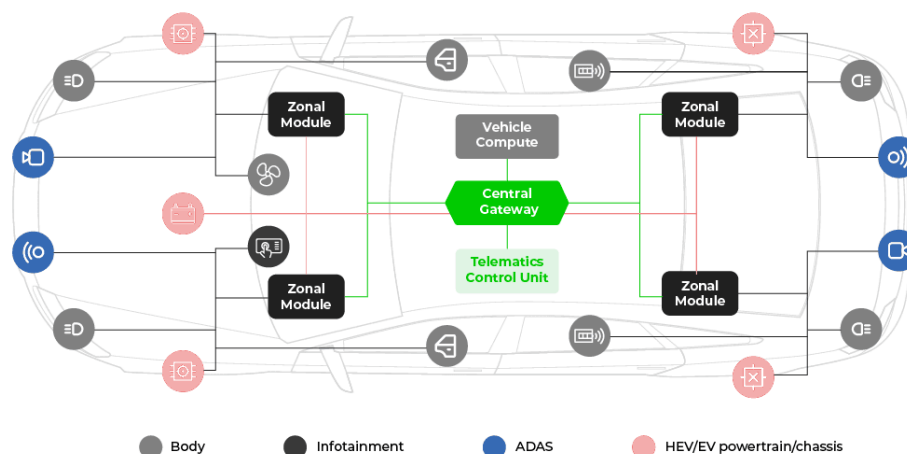 Zonal
Module
Vehicle
Compute
Zonal
Module
Central
Gateway
Telematics
Control Unit
Zonal
Module
Zonal
Module
Body
Infotainment
ADAS
HEV/EV powertrain/chassis